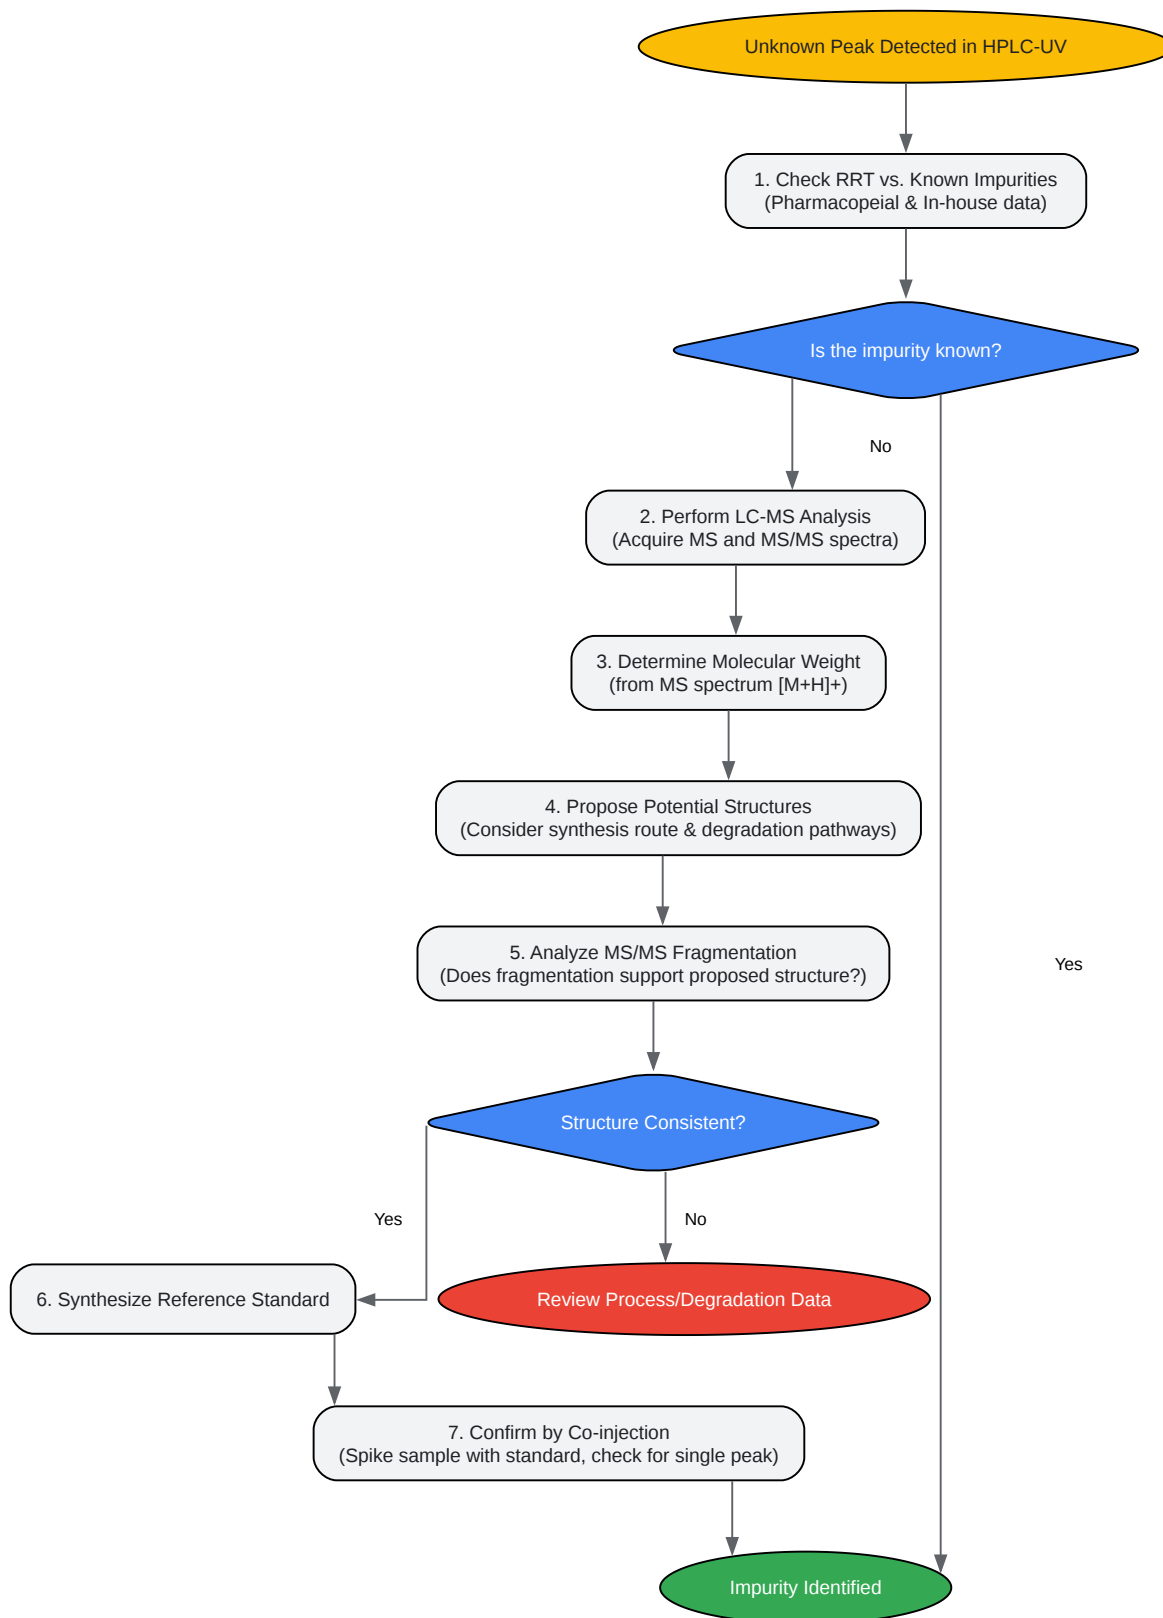 Unknown Peak Detected in HPLC-UV
1. Check RRT vs. Known Impurities
(Pharmacopeial & In-house data)
Is the impurity known?
No
2. Perform LC-MS Analysis
(Acquire MS and MS/MS spectra)
3. Determine Molecular Weight
(from MS spectrum [M+H]+)
4. Propose Potential Structures
(Consider synthesis route & degradation pathways)
5. Analyze MS/MS Fragmentation
(Does fragmentation support proposed structure?)
Yes
Structure Consistent?
Yes
No
6. Synthesize Reference Standard
Review Process/Degradation Data
7. Confirm by Co-injection
(Spike sample with standard, check for single peak)
Impurity Identified